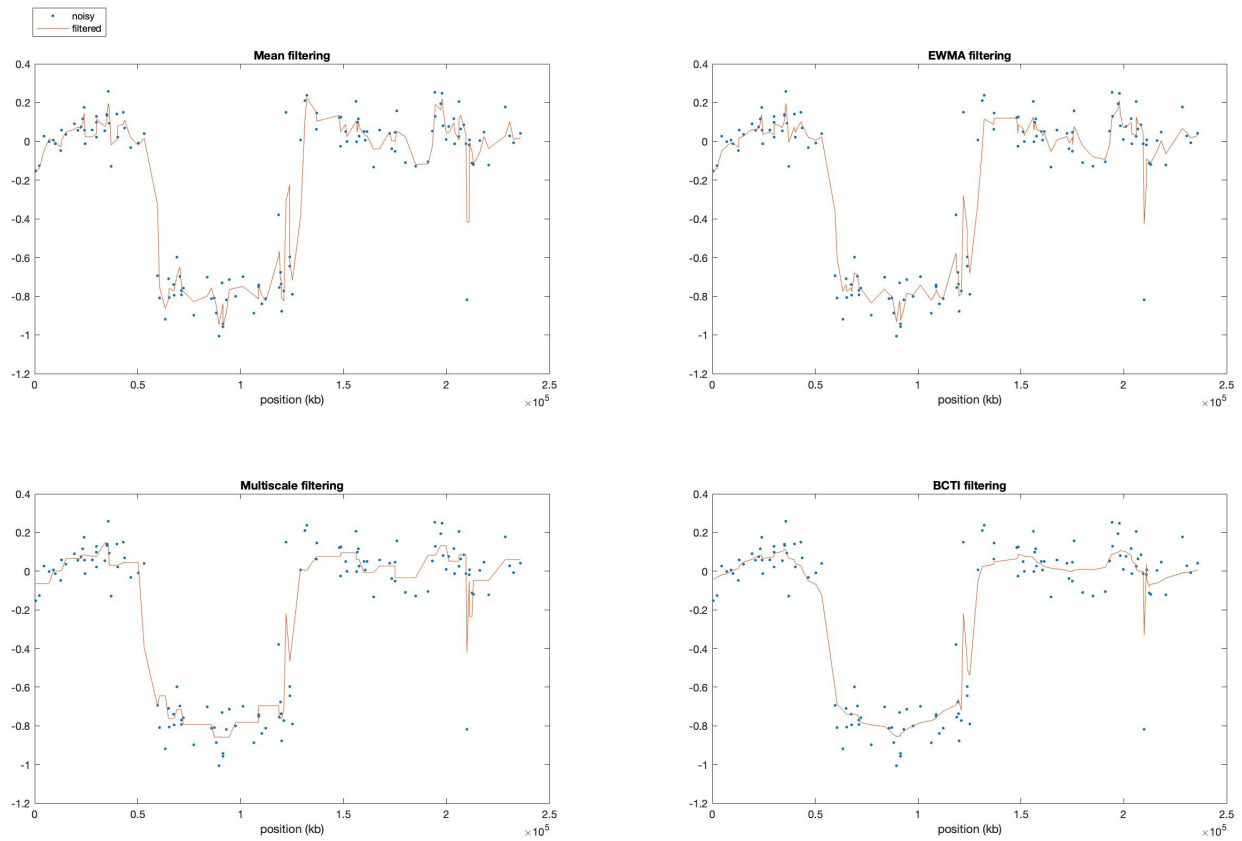 noisy
filtered
Mean filtering
0.4
0.2
0
-0.2
-0.4
-0.6
-0.8
-1
-1.2
0 0.5 1 1.5 2 2.5
position (kb) ×10^5
EWMA filtering
0.4
0.2
0
-0.2
-0.4
-0.6
-0.8
-1
-1.2
0 0.5 1 1.5 2 2.5
position (kb) ×10^5
Multiscale filtering
0.4
0.2
0
-0.2
-0.4
-0.6
-0.8
-1
-1.2
0 0.5 1 1.5 2 2.5
position (kb) ×10^5
BCTI filtering
0.4
0.2
0
-0.2
-0.4
-0.6
-0.8
-1
-1.2
0 0.5 1 1.5 2 2.5
position (kb) ×10^5